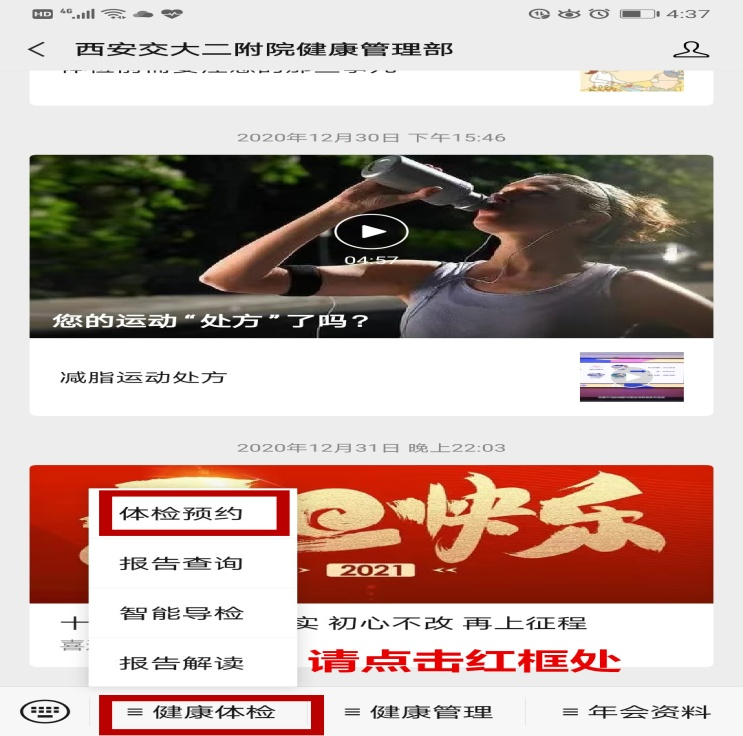 HD 4G 4:37
西安交大二附院健康管理部
2020年12月30日 下午15:46
04:57
您的运动“处方”了吗？
减脂运动处方
2020年12月31日 晚上22:03
旦快乐
2021
体检预约
报告查询
智能导检
报告解读
十
实 初心不改 再上征程
喜
请点击红框处
≡ 健康体检
≡ 健康管理
≡ 年会资料